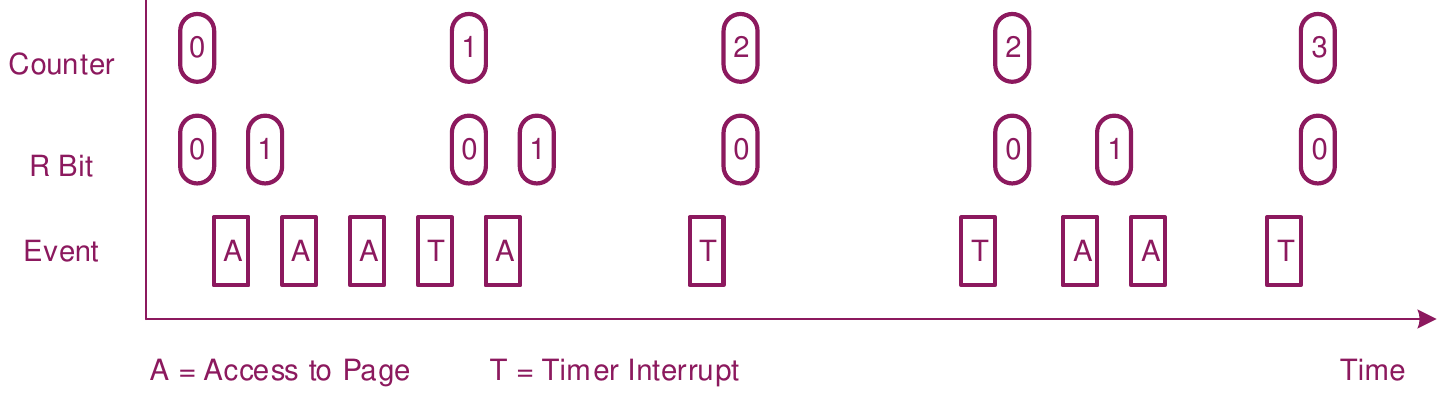 Counter 0 1 2 2 3
R Bit 0 1 0 1 0 0 1 0
Event A A A T A T T A A T
A = Access to Page T = Timer Interrupt Time